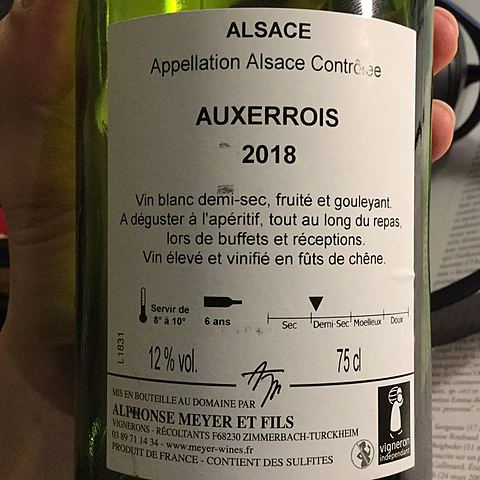 ALSACE
Appellation Alsace Contrôlée
AUXERROIS
2018
Vin blanc demi-sec, fruité et gouleyant.
A déguster à l'apéritif, tout au long du repas,
lors de buffets et réceptions.
Vin élevé et vinifié en fûts de chêne.
Servir de
8° à 10°
6 ans
Sec Demi-Sec Moelleux Doux
L1831
12 % vol. 75 cl
AM
MIS EN BOUTEILLE AU DOMAINE PAR
ALPHONSE MEYER ET FILS
VIGNERONS - RÉCOLTANTS F68230 ZIMMERBACH-TURCKHEIM
03 89 71 14 34 - www.meyer-wines.fr
PRODUIT DE FRANCE - CONTIENT DES SULFITES
vigneron
indépendant